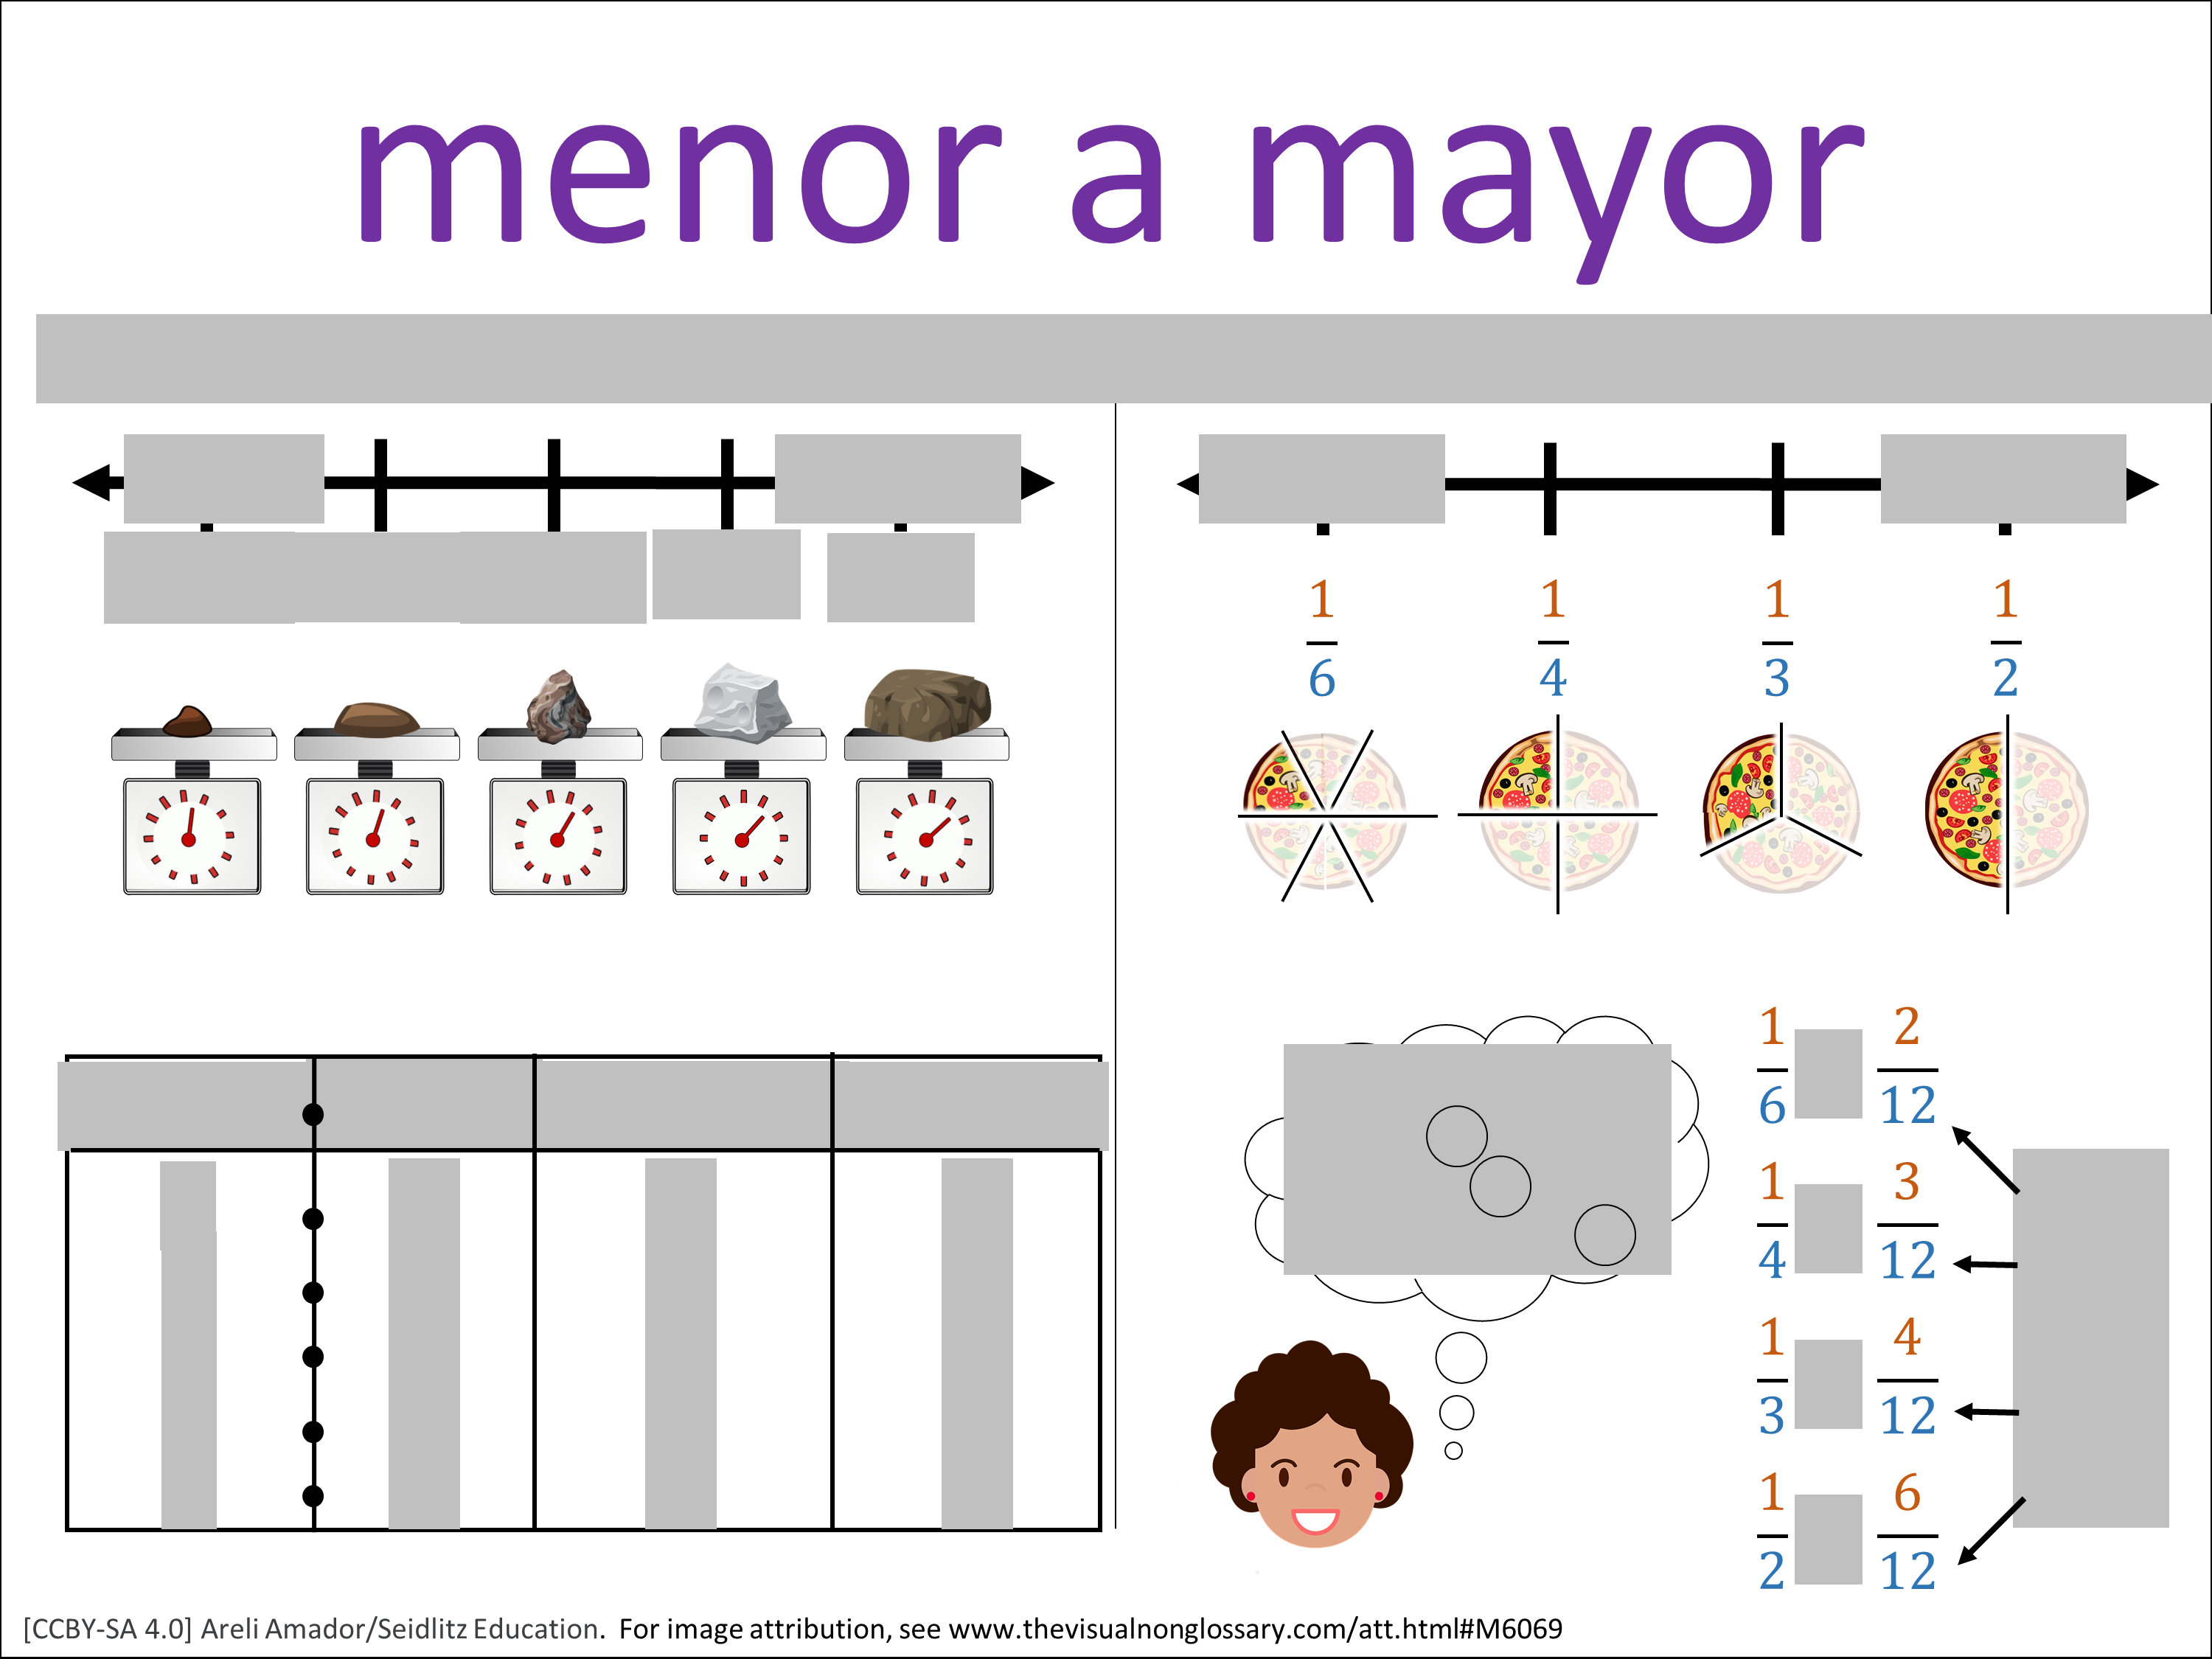 menor a mayor
1/6 1/4 1/3 1/2
1/6 2/12
1/4 3/12
1/3 4/12
1/2 6/12
[CCBY-SA 4.0] Areli Amador/Seidlitz Education. For image attribution, see www.thevisualnonglossary.com/att.html#M6069